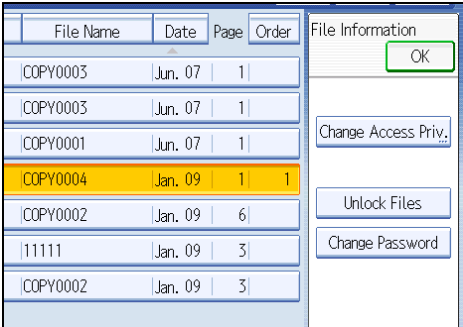 File Name Date Page Order
COPY0003 Jun. 07 1
COPY0003 Jun. 07 1
COPY0001 Jun. 07 1
COPY0004 Jan. 09 1 1
COPY0002 Jan. 09 6
11111 Jan. 09 3
COPY0002 Jan. 09 3
File Information
OK
Change Access Priv.
Unlock Files
Change Password